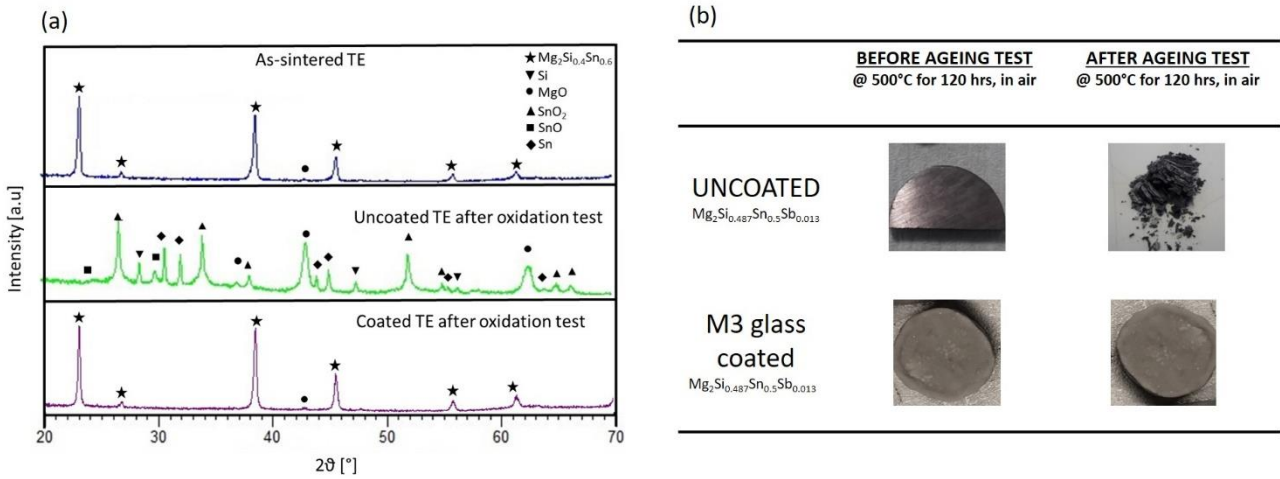 (a)
As-sintered TE
★Mg₂Si₀.₄Sn₀.₆
▼Si
●MgO
▲SnO₂
■SnO
◆Sn
Uncoated TE after oxidation test
Coated TE after oxidation test
Intensity [a.u]
20 30 40 50 60 70
2ϑ [°]
(b)
BEFORE AGEING TEST
@ 500°C for 120 hrs, in air
AFTER AGEING TEST
@ 500°C for 120 hrs, in air
UNCOATED
Mg₂Si₀.₄₈₇Sn₀.₅Sb₀.₀₁₃
M3 glass
coated
Mg₂Si₀.₄₈₇Sn₀.₅Sb₀.₀₁₃